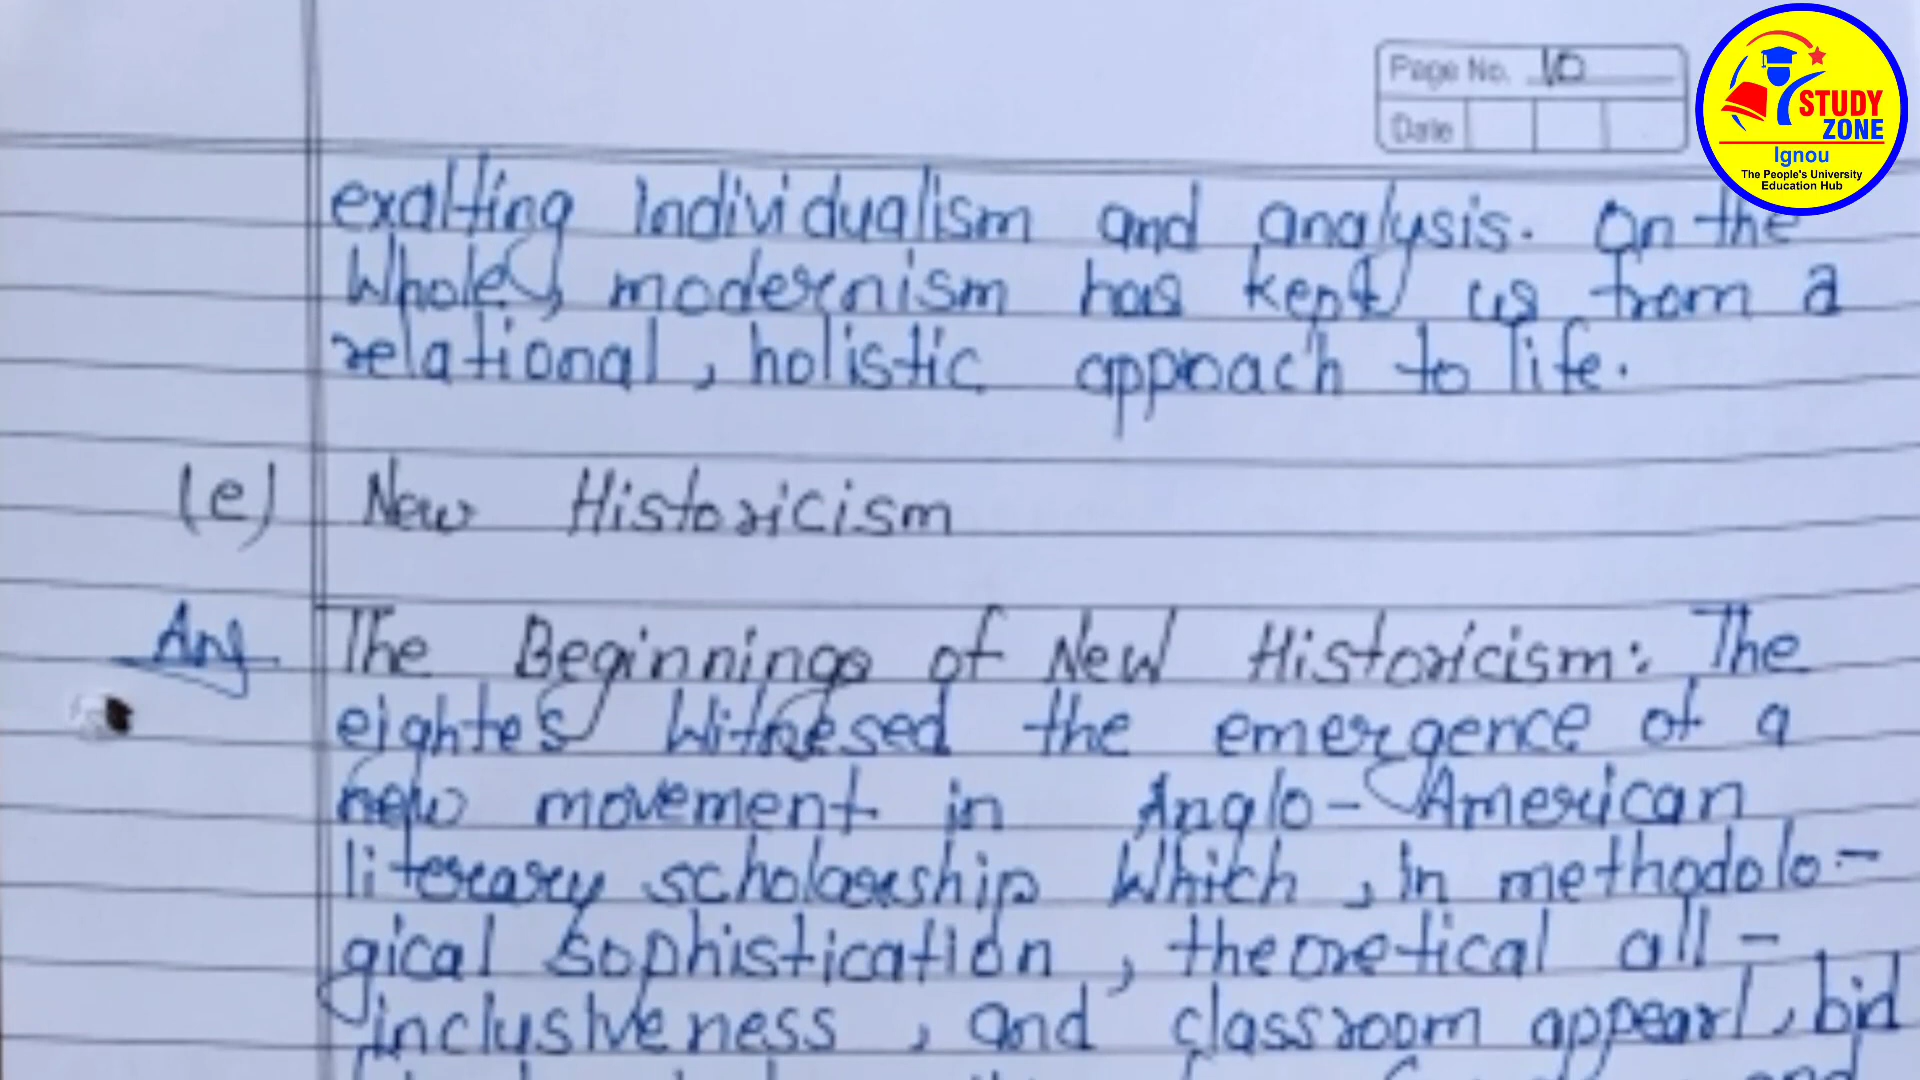 Page No. 10
Date
STUDY
ZONE
Ignou
The People's University
Education Hub
exalting individualism and analysis. On the
Whole, modernism has kept us from a
relational, holistic approach to life.
(e) New Historicism
Ans The Beginnings of New Historicism: The
eightes Witnesed the emergence of a
new movement in Anglo-American
literary scholarship Which, in methodolo-
gical sophistication, theoretical all-
inclusiveness, and classroom appearl, bid